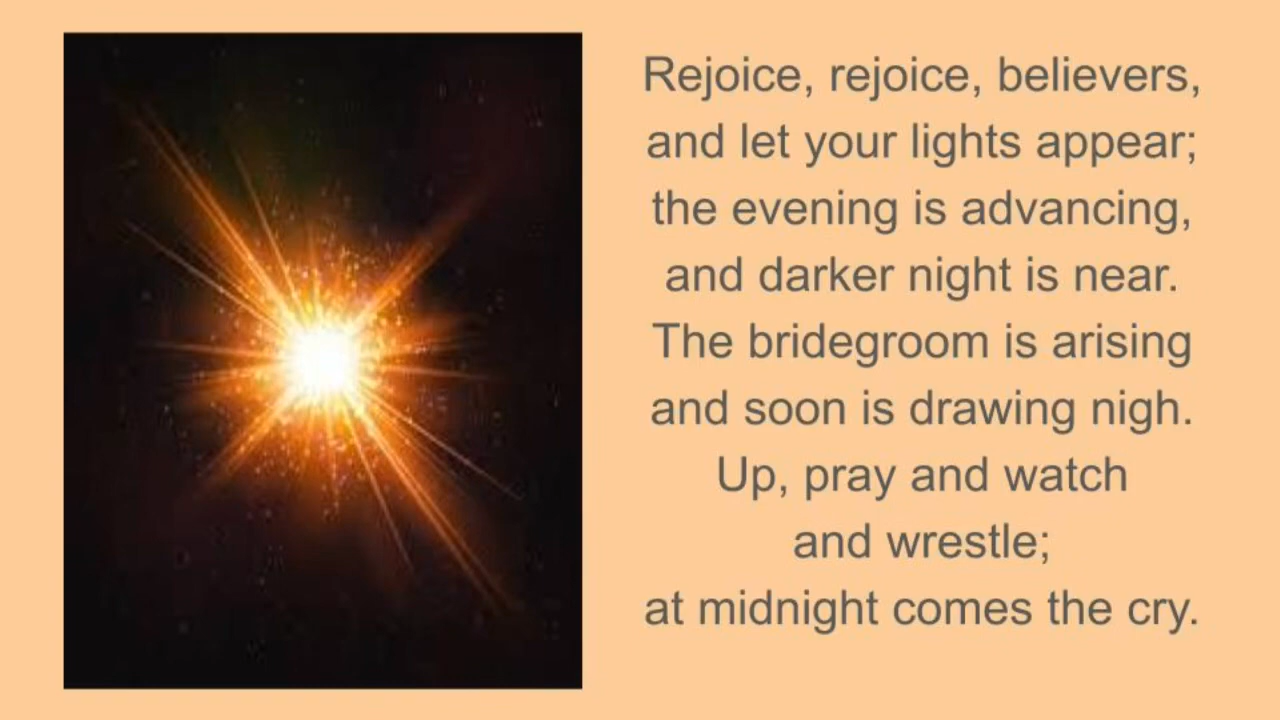 Rejoice, rejoice, believers,
and let your lights appear;
the evening is advancing,
and darker night is near.
The bridegroom is arising
and soon is drawing nigh.
Up, pray and watch
and wrestle;
at midnight comes the cry.